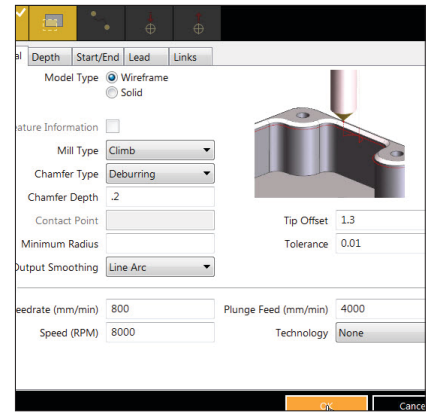 al Depth Start/End Lead Links
Model Type Wireframe
Solid
ature Information
Mill Type Climb
Chamfer Type Deburring
Chamfer Depth .2
Contact Point Tip Offset 1.3
Minimum Radius Tolerance 0.01
Output Smoothing Line Arc
eedrate (mm/min) 800 Plunge Feed (mm/min) 4000
Speed (RPM) 8000 Technology None
OK Cance